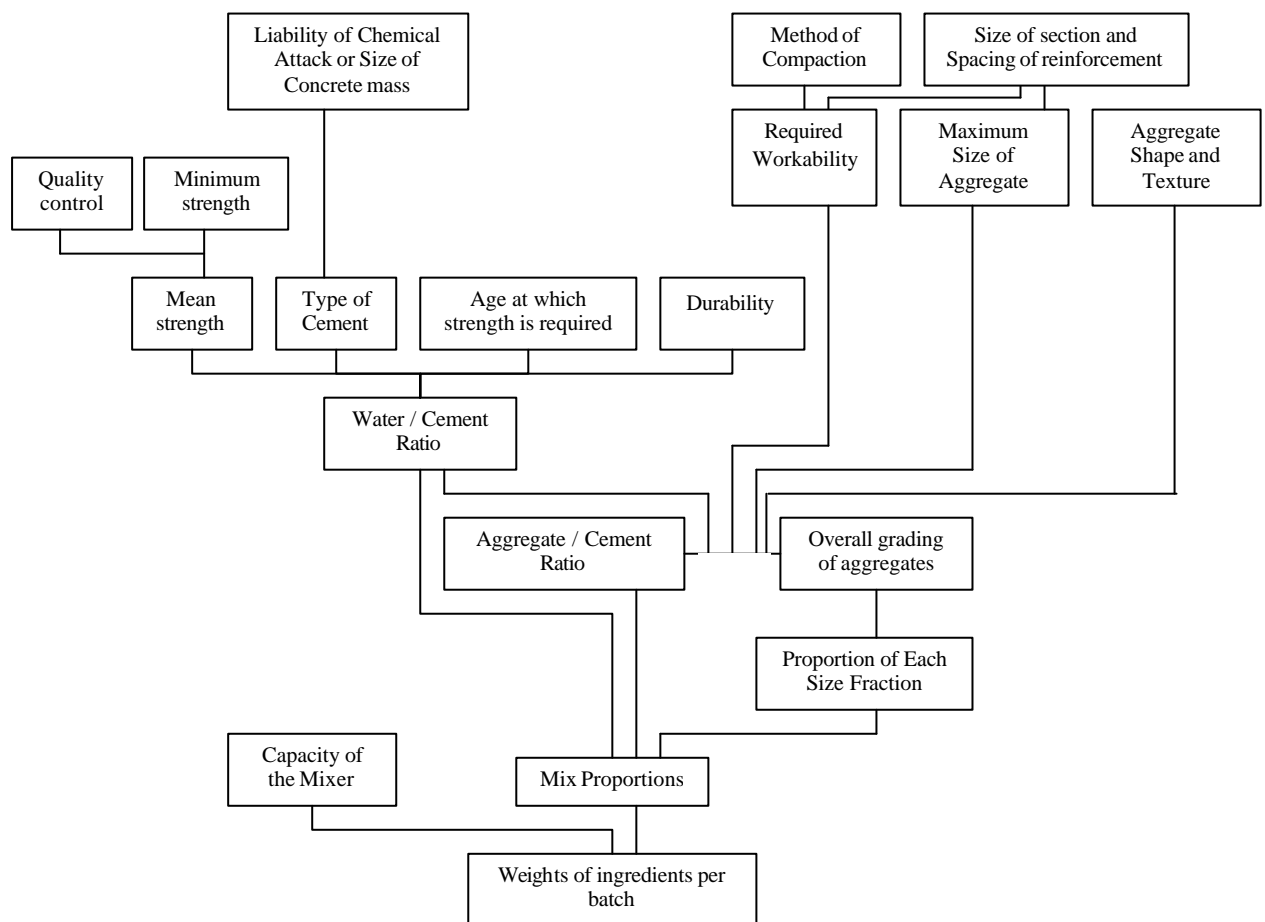 Liability of Chemical
Attack or Size of
Concrete mass
Method of
Compaction
Size of section and
Spacing of reinforcement
Required
Workability
Maximum
Size of
Aggregate
Aggregate
Shape and
Texture
Quality
control
Minimum
strength
Mean
strength
Type of
Cement
Age at which
strength is required
Durability
Water / Cement
Ratio
Aggregate / Cement
Ratio
Overall grading
of aggregates
Proportion of Each
Size Fraction
Capacity of
the Mixer
Mix Proportions
Weights of ingredients per
batch